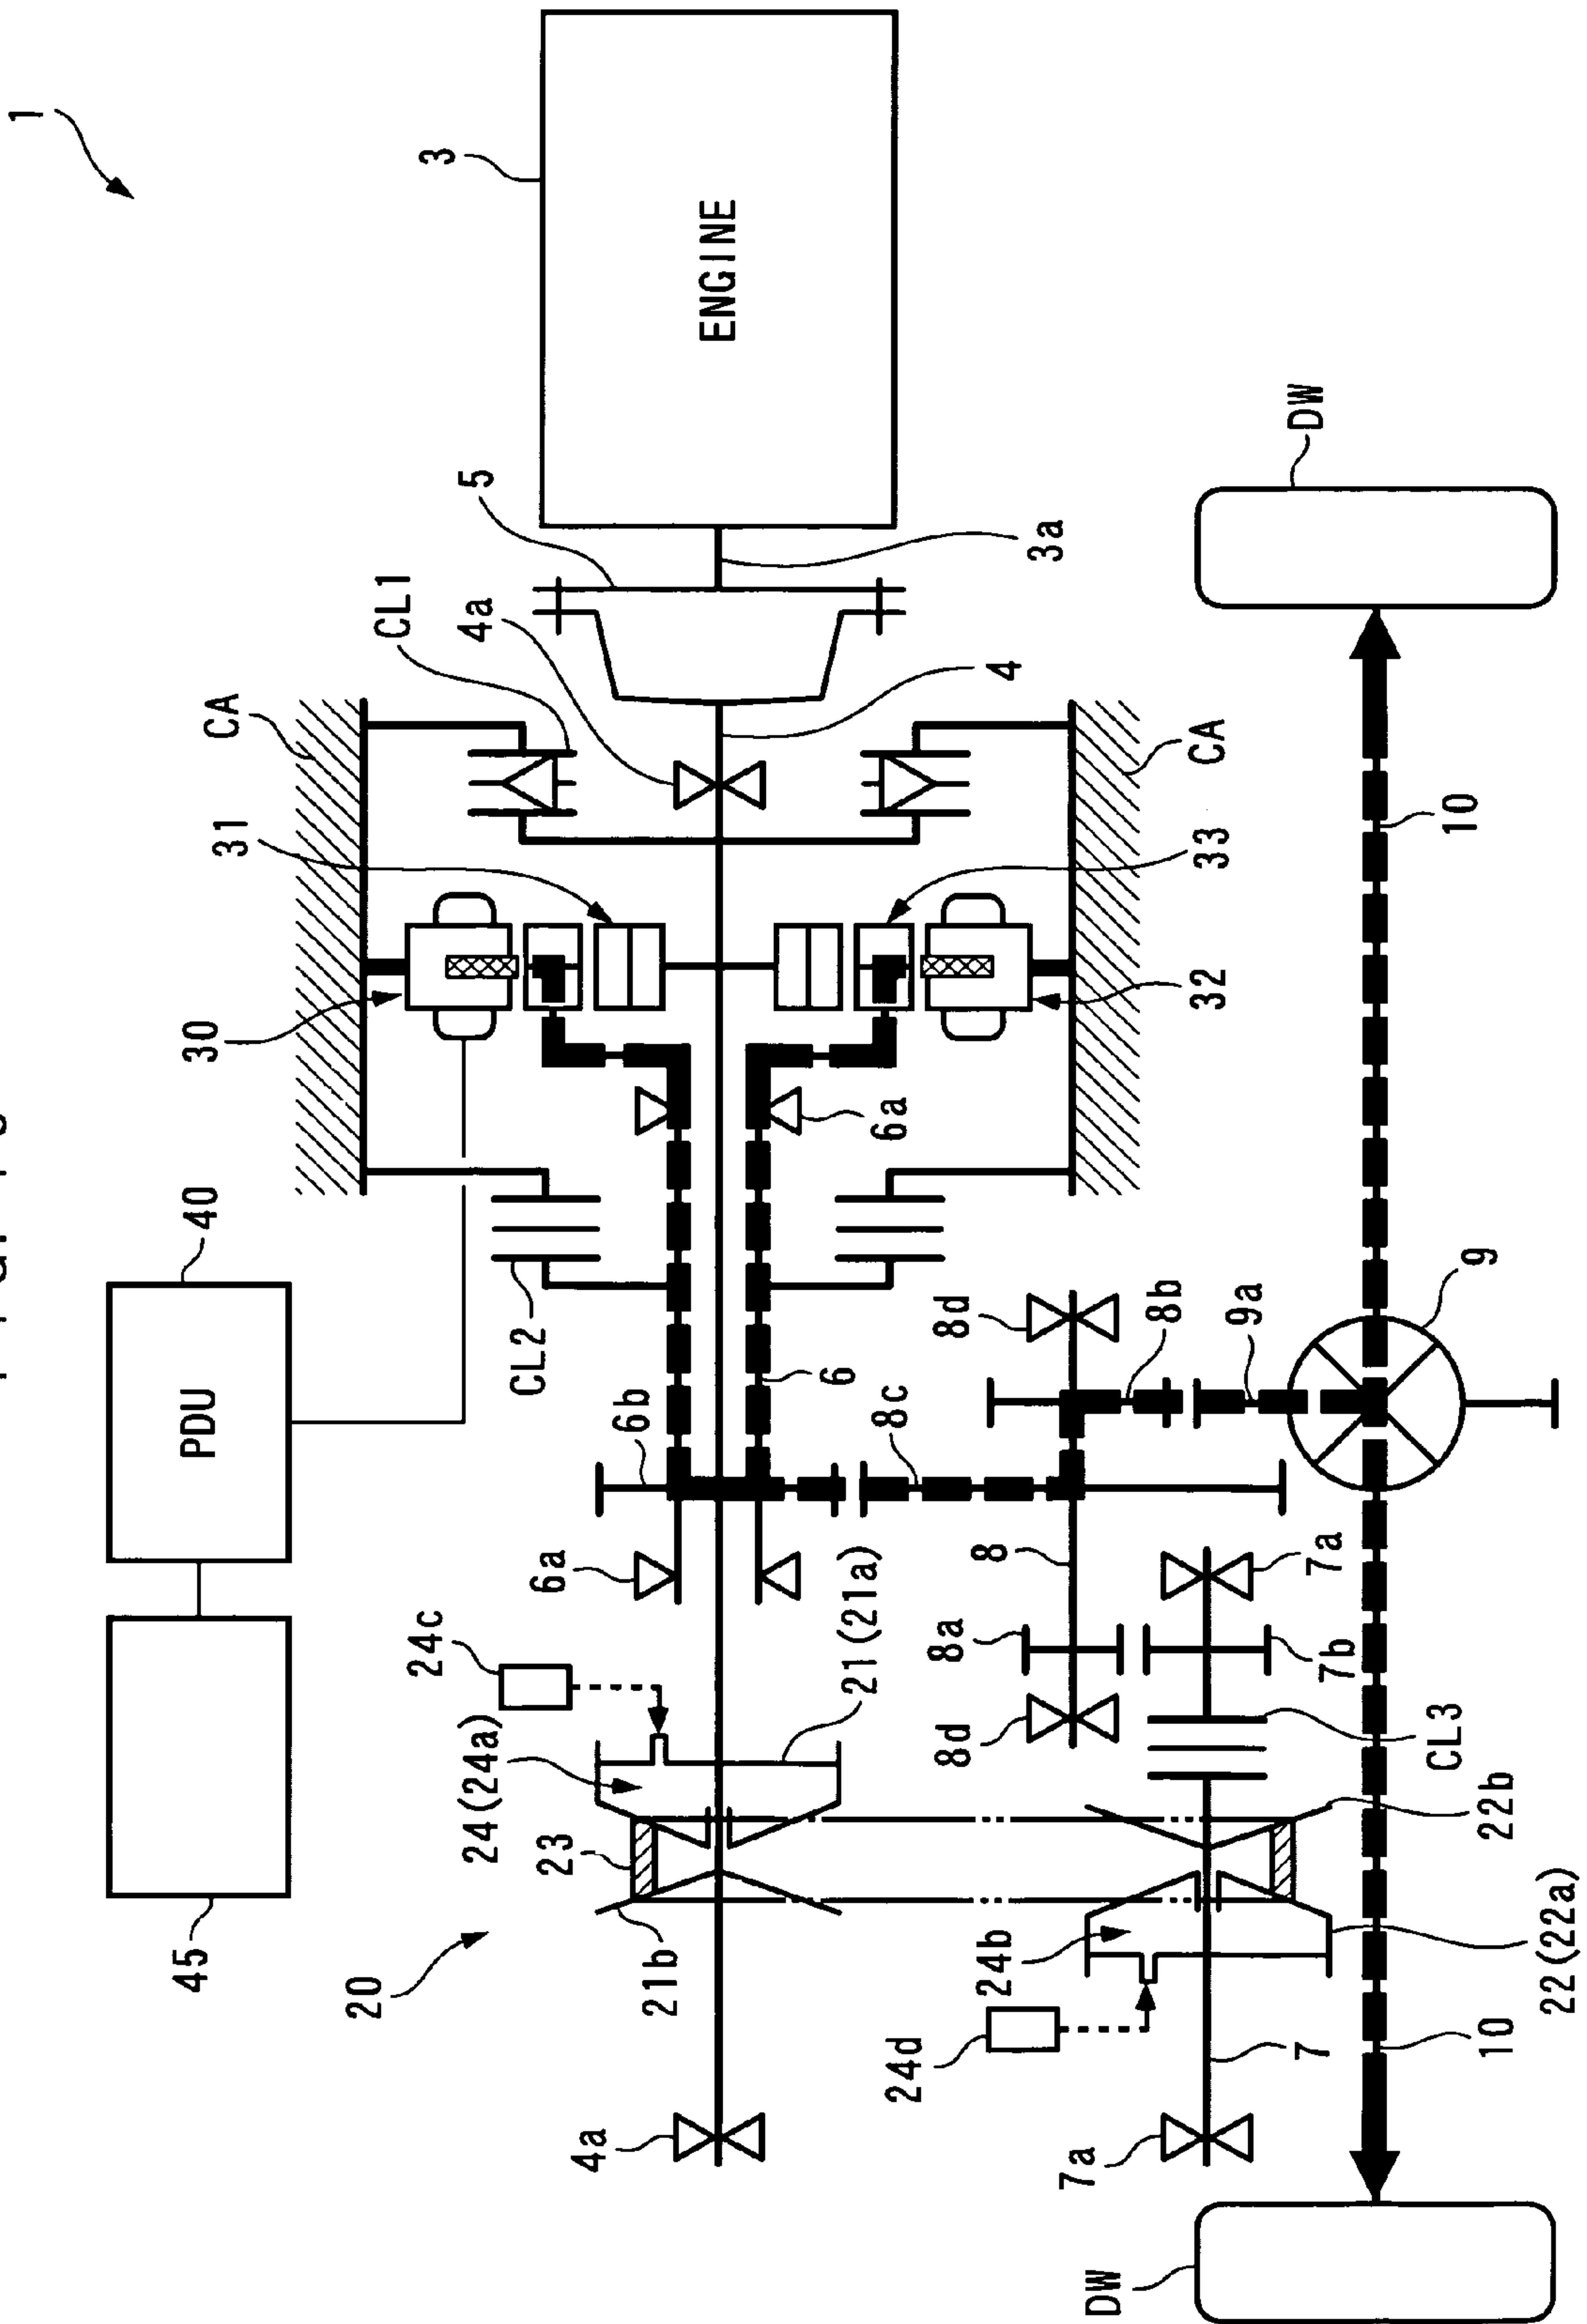 1
45
PDU
40
30
31
CA
20
CL1
24c
3
24(24a)
4a
5
CL2
23
6a
4a
21b
6b
ENGINE
21(21a)
6
24d
8c
6a
8d
8a
8d
24b
8
4
3a
7a
DW
8b
32
33
CA
9a
7
7b
7a
DW
CL3
10
9
10
22b
22(22a)